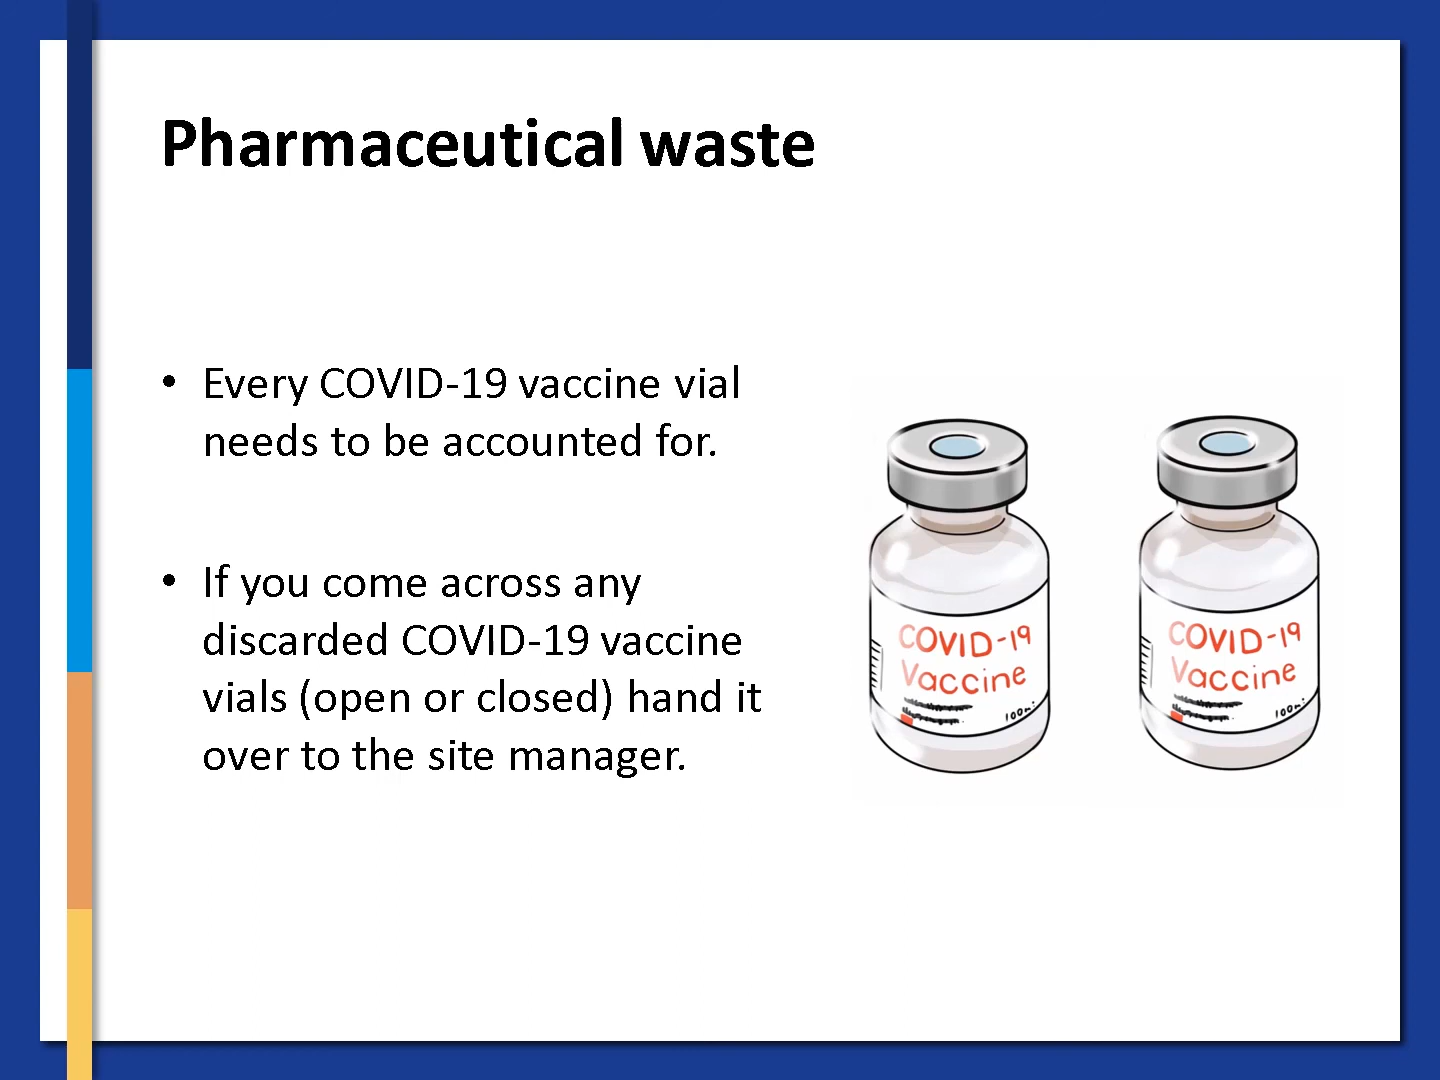 Pharmaceutical waste
• Every COVID-19 vaccine vial
needs to be accounted for.
• If you come across any
discarded COVID-19 vaccine
vials (open or closed) hand it
over to the site manager.
COVID-19
Vaccine
COVID-19
Vaccine